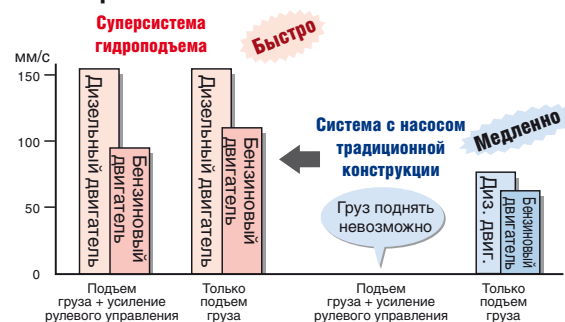 Суперсистема
гидроподъема
Быстро
мм/с
150
100
50
0
Дизельный двигатель
Бензиновый
двигатель
Дизельный двигатель
Бензиновый
двигатель
Система с насосом
традиционной
конструкции
Медленно
Груз поднять
невозможно
Диз. двиг.
Бензиновый
двигатель
Подъем
груза + усиление
рулевого управления
Только
подъем
груза
Подъем
груза + усиление
рулевого управления
Только
подъем
груза